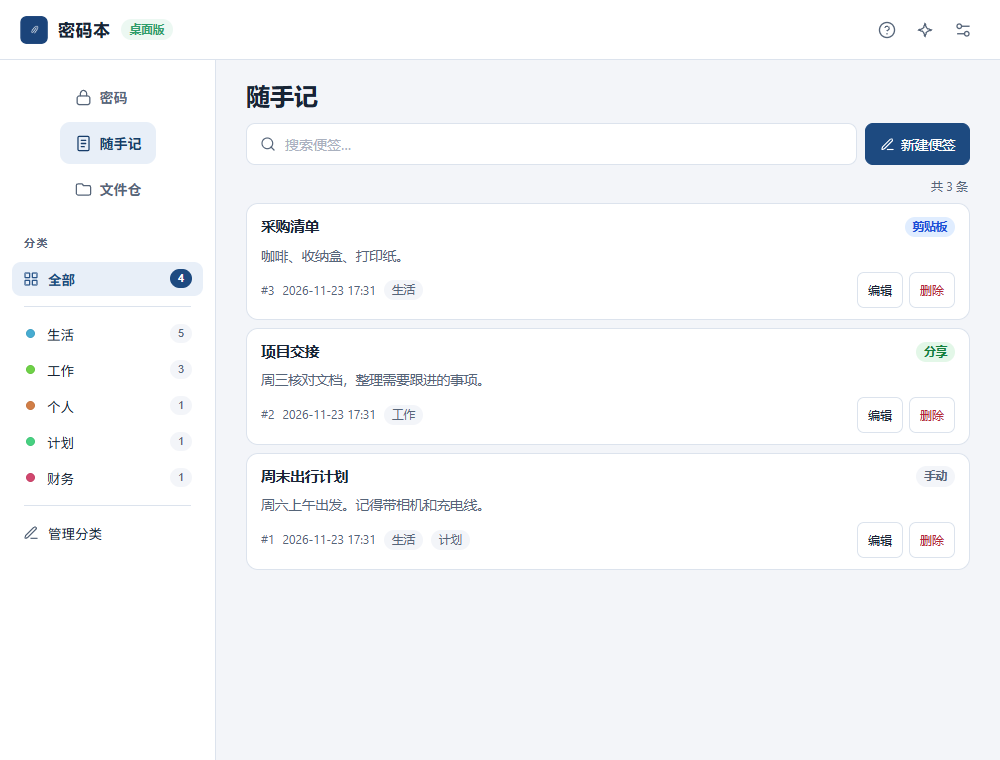 密码本 桌面版
密码
随手记
文件仓
分类
全部 4
生活 5
工作 3
个人 1
计划 1
财务 1
管理分类
随手记
搜索便签...
新建便签
共 3 条
采购清单 剪贴板
咖啡、收纳盒、打印纸。
#3 2026-11-23 17:31 生活 编辑 删除
项目交接 分享
周三核对文档，整理需要跟进的事项。
#2 2026-11-23 17:31 工作 编辑 删除
周末出行计划 手动
周六上午出发。记得带相机和充电线。
#1 2026-11-23 17:31 生活 计划 编辑 删除